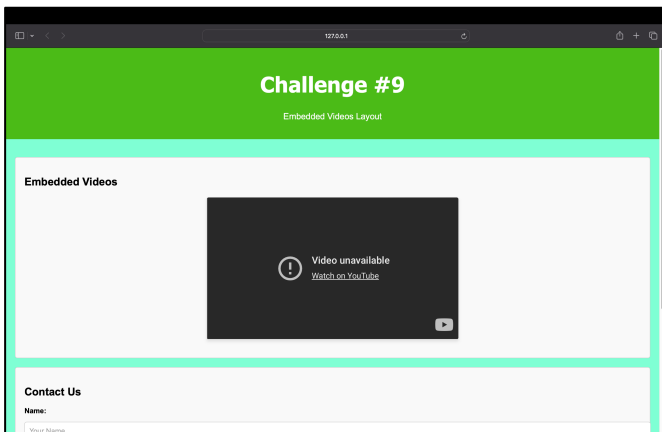 127.0.0.1
Challenge #9
Embedded Videos Layout
Embedded Videos
Video unavailable
Watch on YouTube
Contact Us
Name:
Your Name